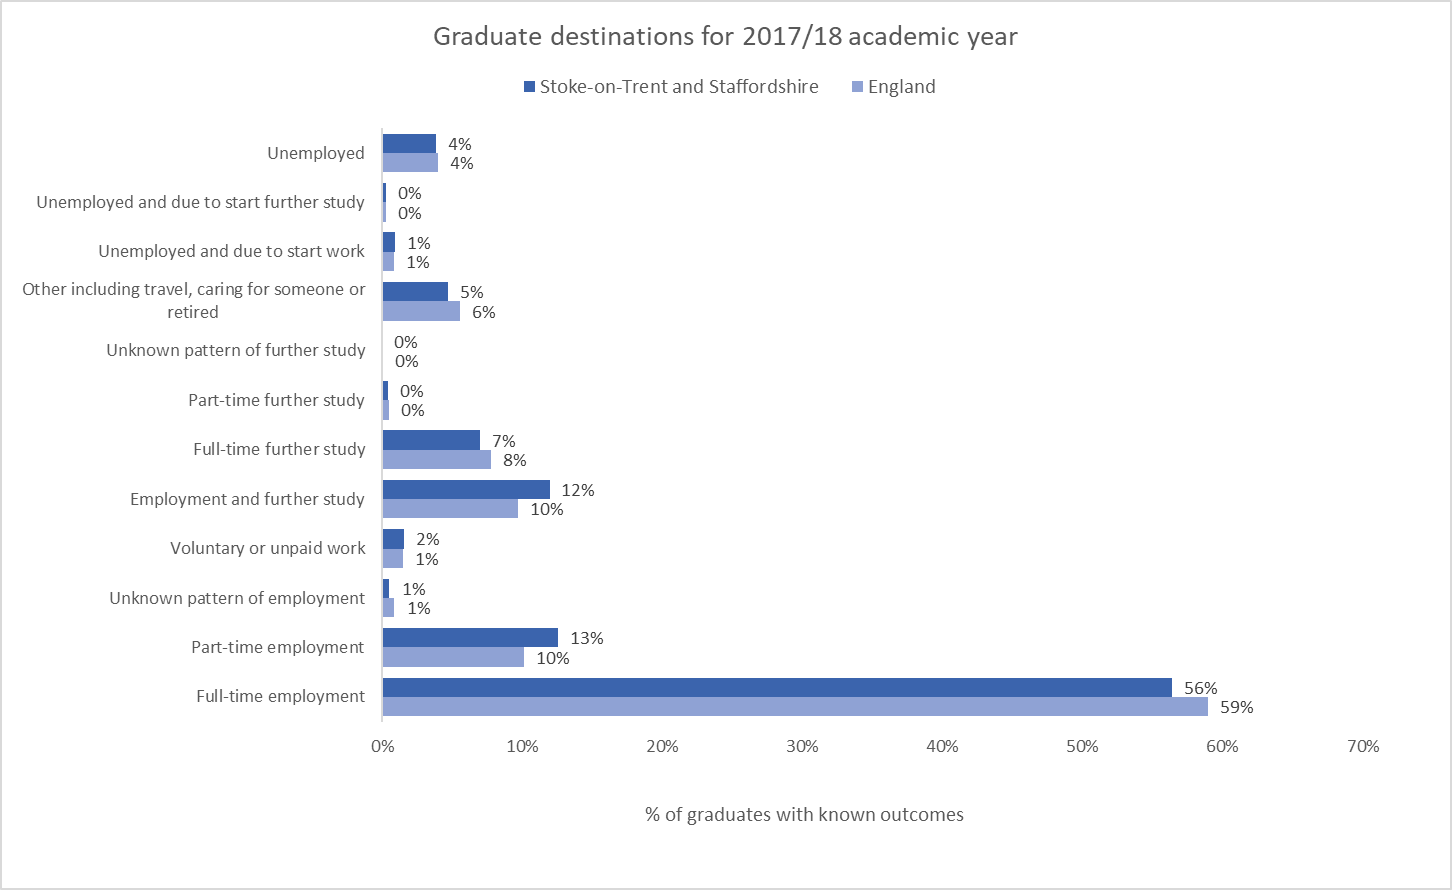 Graduate destinations for 2017/18 academic year
Stoke-on-Trent and Staffordshire England
Unemployed 4%
4%
Unemployed and due to start further study 0%
0%
Unemployed and due to start work 1%
1%
Other including travel, caring for someone or
retired
5%
6%
Unknown pattern of further study 0%
0%
Part-time further study 0%
0%
Full-time further study 7%
8%
Employment and further study 12%
10%
Voluntary or unpaid work 2%
1%
Unknown pattern of employment 1%
1%
Part-time employment 13%
10%
Full-time employment 56%
59%
0% 10% 20% 30% 40% 50% 60% 70%
% of graduates with known outcomes